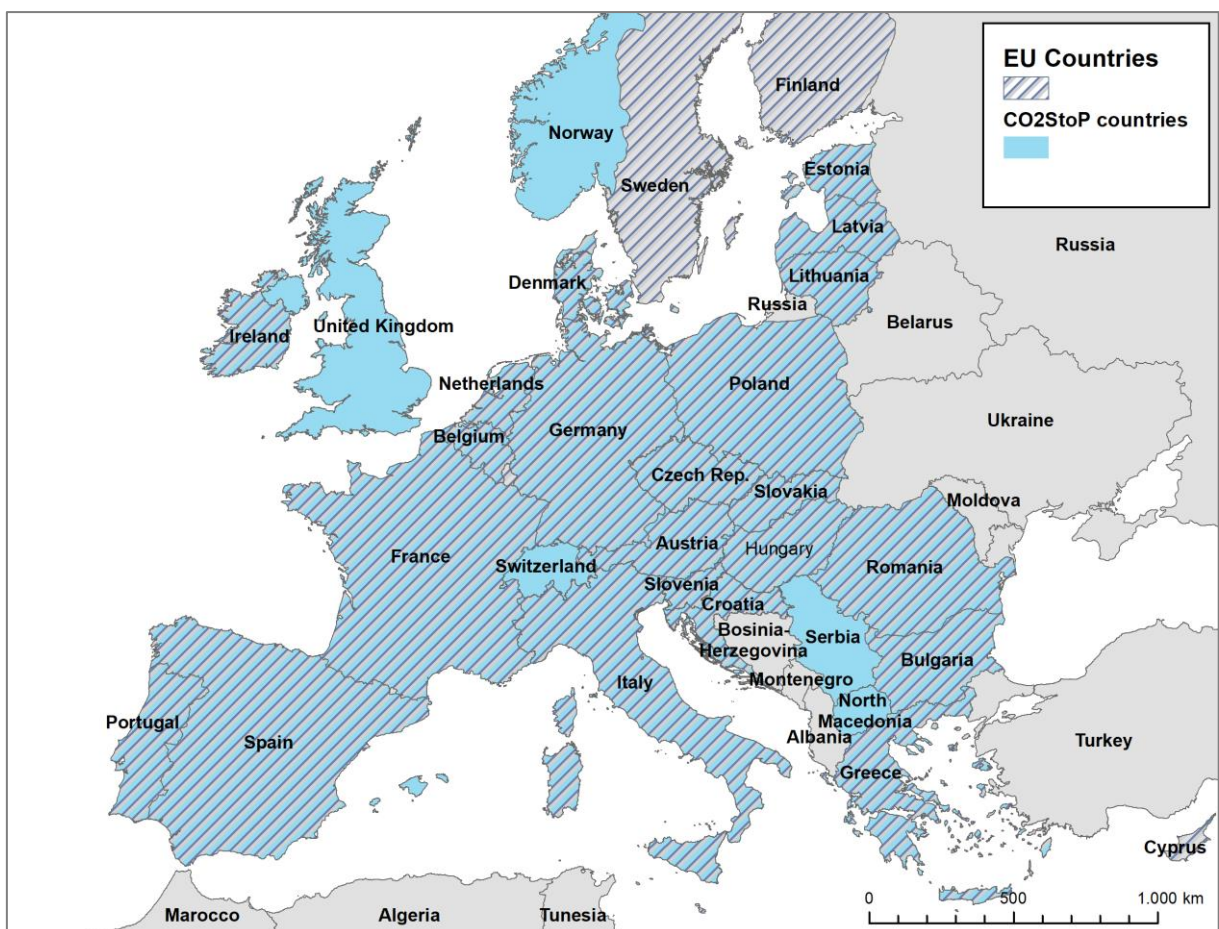 EU Countries
CO2StoP countries
Finland
Norway
Sweden
Estonia
Latvia
Lithuania
Russia
Denmark
Russia
Belarus
Ireland
United Kingdom
Netherlands
Poland
Ukraine
Belgium
Germany
Czech Rep.
Slovakia
Moldova
Austria
Hungary
France
Switzerland
Romania
Slovenia
Croatia
Bosinia-
Herzegovina
Serbia
Bulgaria
Montenegro
Italy
North
Macedonia
Portugal
Spain
Albania
Turkey
Greece
Cyprus
0
500
1.000 km
Marocco
Algeria
Tunesia